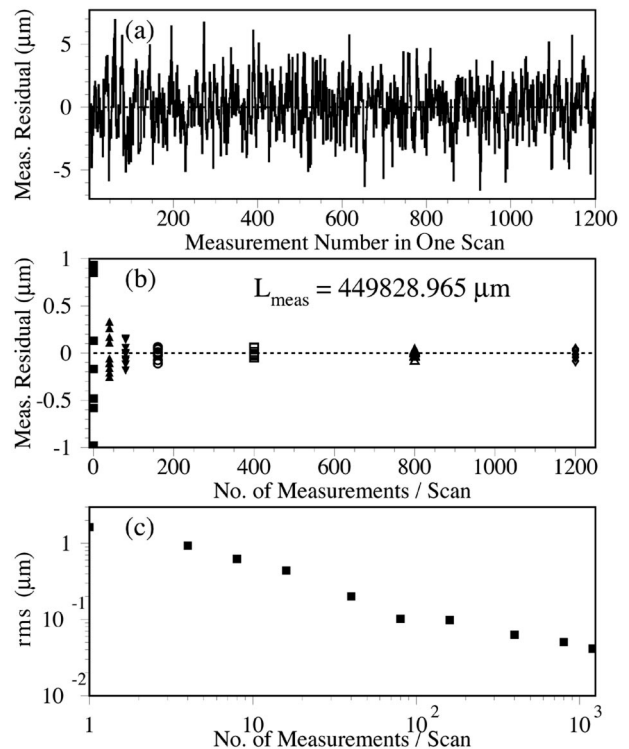 (a)
Meas. Residual (μm)
5
0
-5
200 400 600 800 1000 1200
Measurement Number in One Scan
(b)
L_meas = 449828.965 μm
Meas. Residual (μm)
1
0.5
0
-0.5
-1
0 200 400 600 800 1000 1200
No. of Measurements / Scan
(c)
rms (μm)
1
10^-1
10^-2
1 10 10^2 10^3
No. of Measurements / Scan